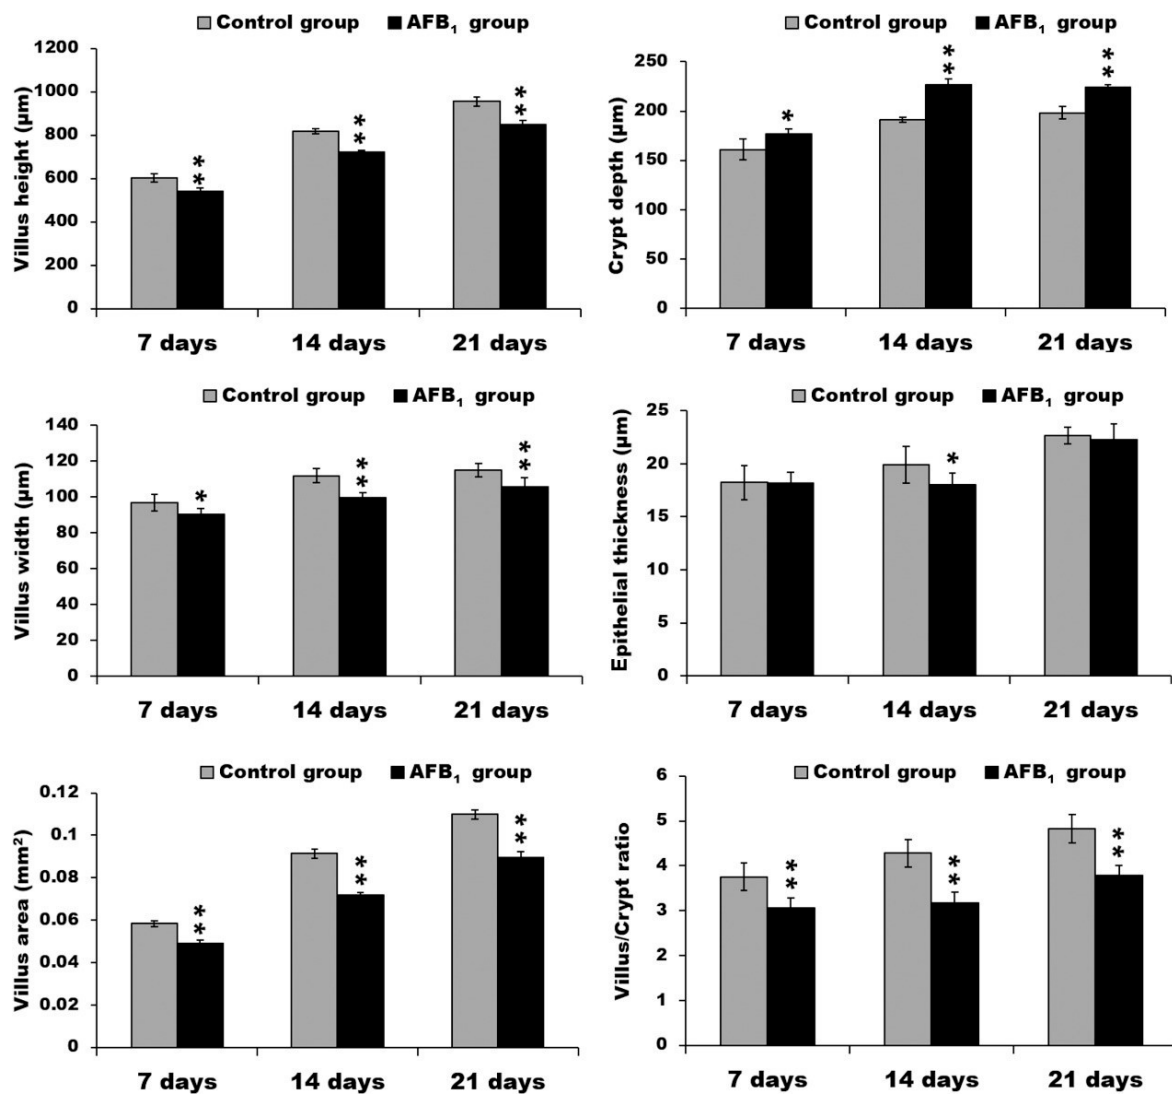 Control group AFB₁ group
1200
1000
800
600
400
200
0
Villus height (µm)
** ** **
7 days 14 days 21 days
Control group AFB₁ group
250
200
150
100
50
0
Crypt depth (µm)
* ** **
7 days 14 days 21 days
Control group AFB₁ group
140
120
100
80
60
40
20
0
Villus width (µm)
* ** **
7 days 14 days 21 days
Control group AFB₁ group
25
20
15
10
5
0
Epithelial thickness (µm)
*
7 days 14 days 21 days
Control group AFB₁ group
0.12
0.1
0.08
0.06
0.04
0.02
0
Villus area (mm²)
** ** **
7 days 14 days 21 days
Control group AFB₁ group
6
5
4
3
2
1
0
Villus/Crypt ratio
** ** **
7 days 14 days 21 days